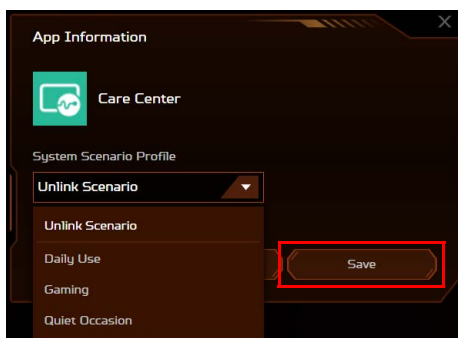 App Information
Care Center
System Scenario Profile
Unlink Scenario
Unlink Scenario
Daily Use
Save
Gaming
Quiet Occasion